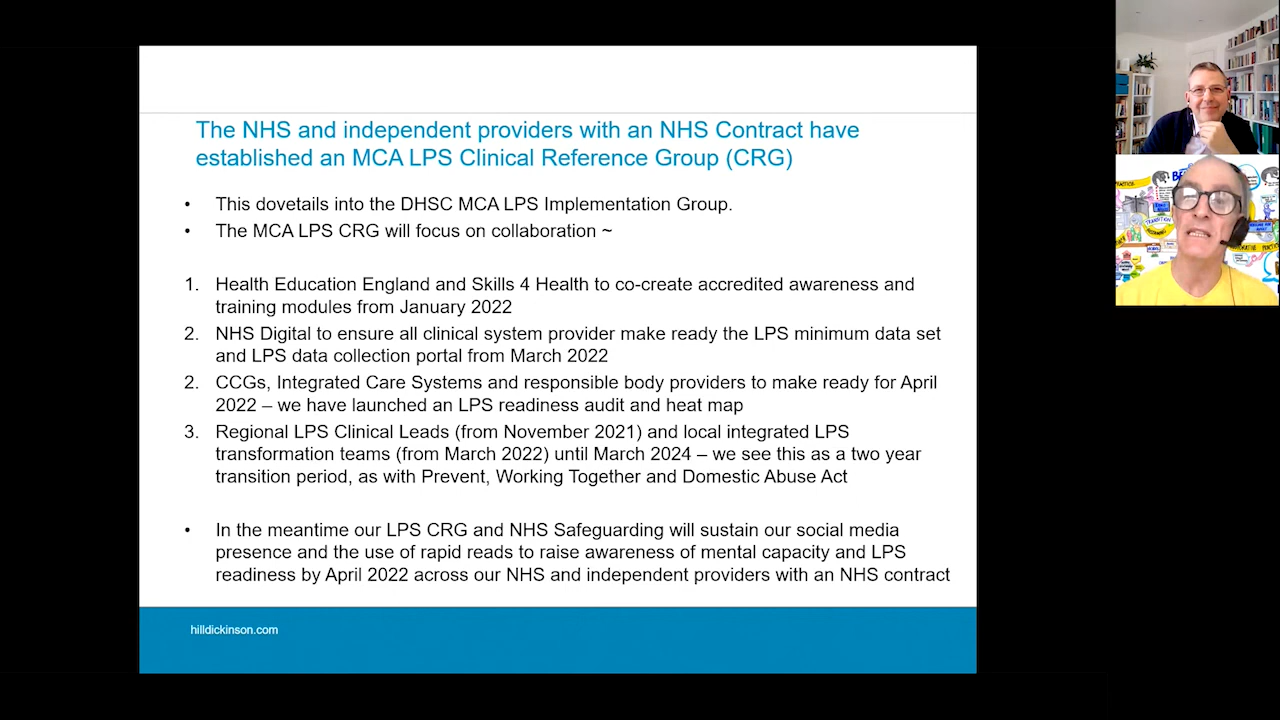 The NHS and independent providers with an NHS Contract have
established an MCA LPS Clinical Reference Group (CRG)
• This dovetails into the DHSC MCA LPS Implementation Group.
• The MCA LPS CRG will focus on collaboration ~
1. Health Education England and Skills 4 Health to co-create accredited awareness and
training modules from January 2022
2. NHS Digital to ensure all clinical system provider make ready the LPS minimum data set
and LPS data collection portal from March 2022
2. CCGs, Integrated Care Systems and responsible body providers to make ready for April
2022 – we have launched an LPS readiness audit and heat map
3. Regional LPS Clinical Leads (from November 2021) and local integrated LPS
transformation teams (from March 2022) until March 2024 – we see this as a two year
transition period, as with Prevent, Working Together and Domestic Abuse Act
• In the meantime our LPS CRG and NHS Safeguarding will sustain our social media
presence and the use of rapid reads to raise awareness of mental capacity and LPS
readiness by April 2022 across our NHS and independent providers with an NHS contract
hilldickinson.com